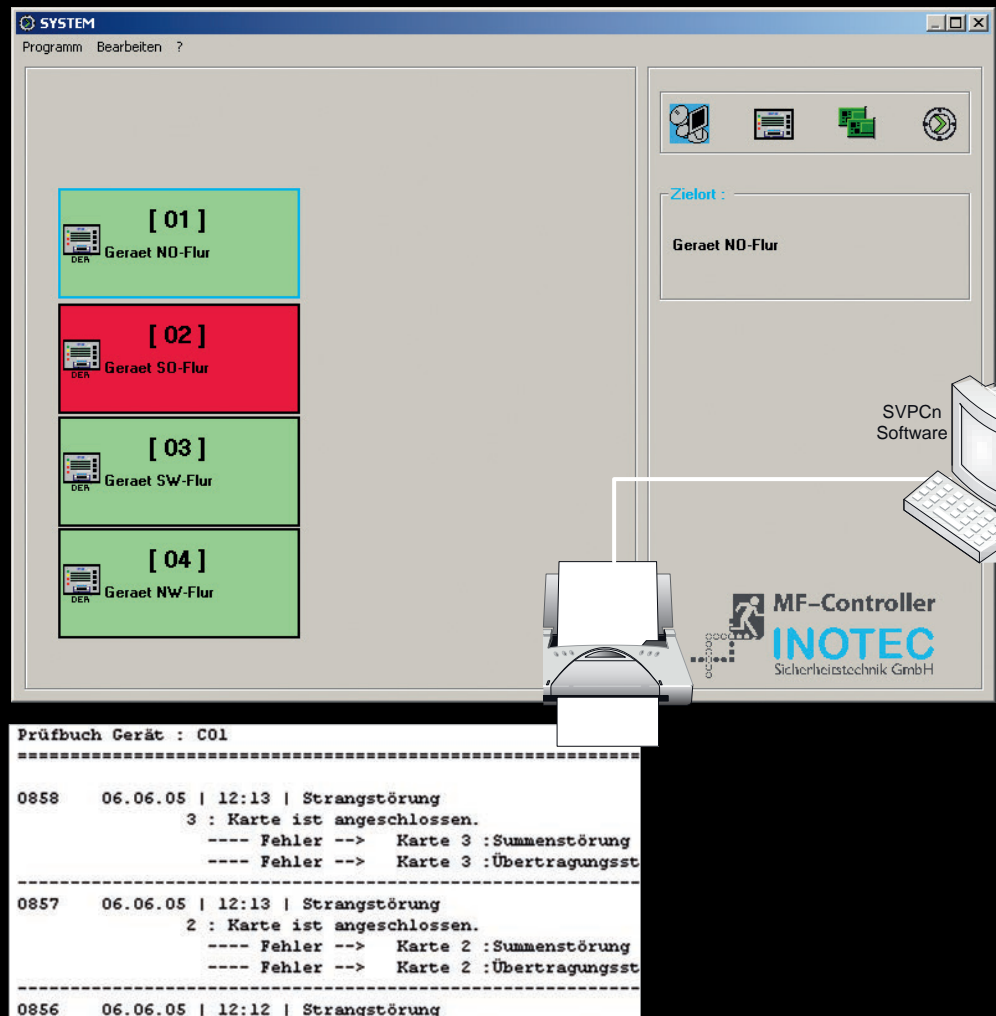 SYSTEM
Programm Bearbeiten ?
[ 01 ]
DER
Geraet NO-Flur
[ 02 ]
DER
Geraet SO-Flur
[ 03 ]
DER
Geraet SW-Flur
[ 04 ]
DER
Geraet NW-Flur
Zielort :
Geraet NO-Flur
SVPCn
Software
MF-Controller
INOTEC
Sicherheitstechnik GmbH
Prüfbuch Gerät : C01
============================================================
0858 06.06.05 | 12:13 | Strangstörung
3 : Karte ist angeschlossen.
---- Fehler --> Karte 3 :Summenstörung
---- Fehler --> Karte 3 :Übertragungsst
------------------------------------------------------------
0857 06.06.05 | 12:13 | Strangstörung
2 : Karte ist angeschlossen.
---- Fehler --> Karte 2 :Summenstörung
---- Fehler --> Karte 2 :Übertragungsst
------------------------------------------------------------
0856 06.06.05 | 12:12 | Strangstörung